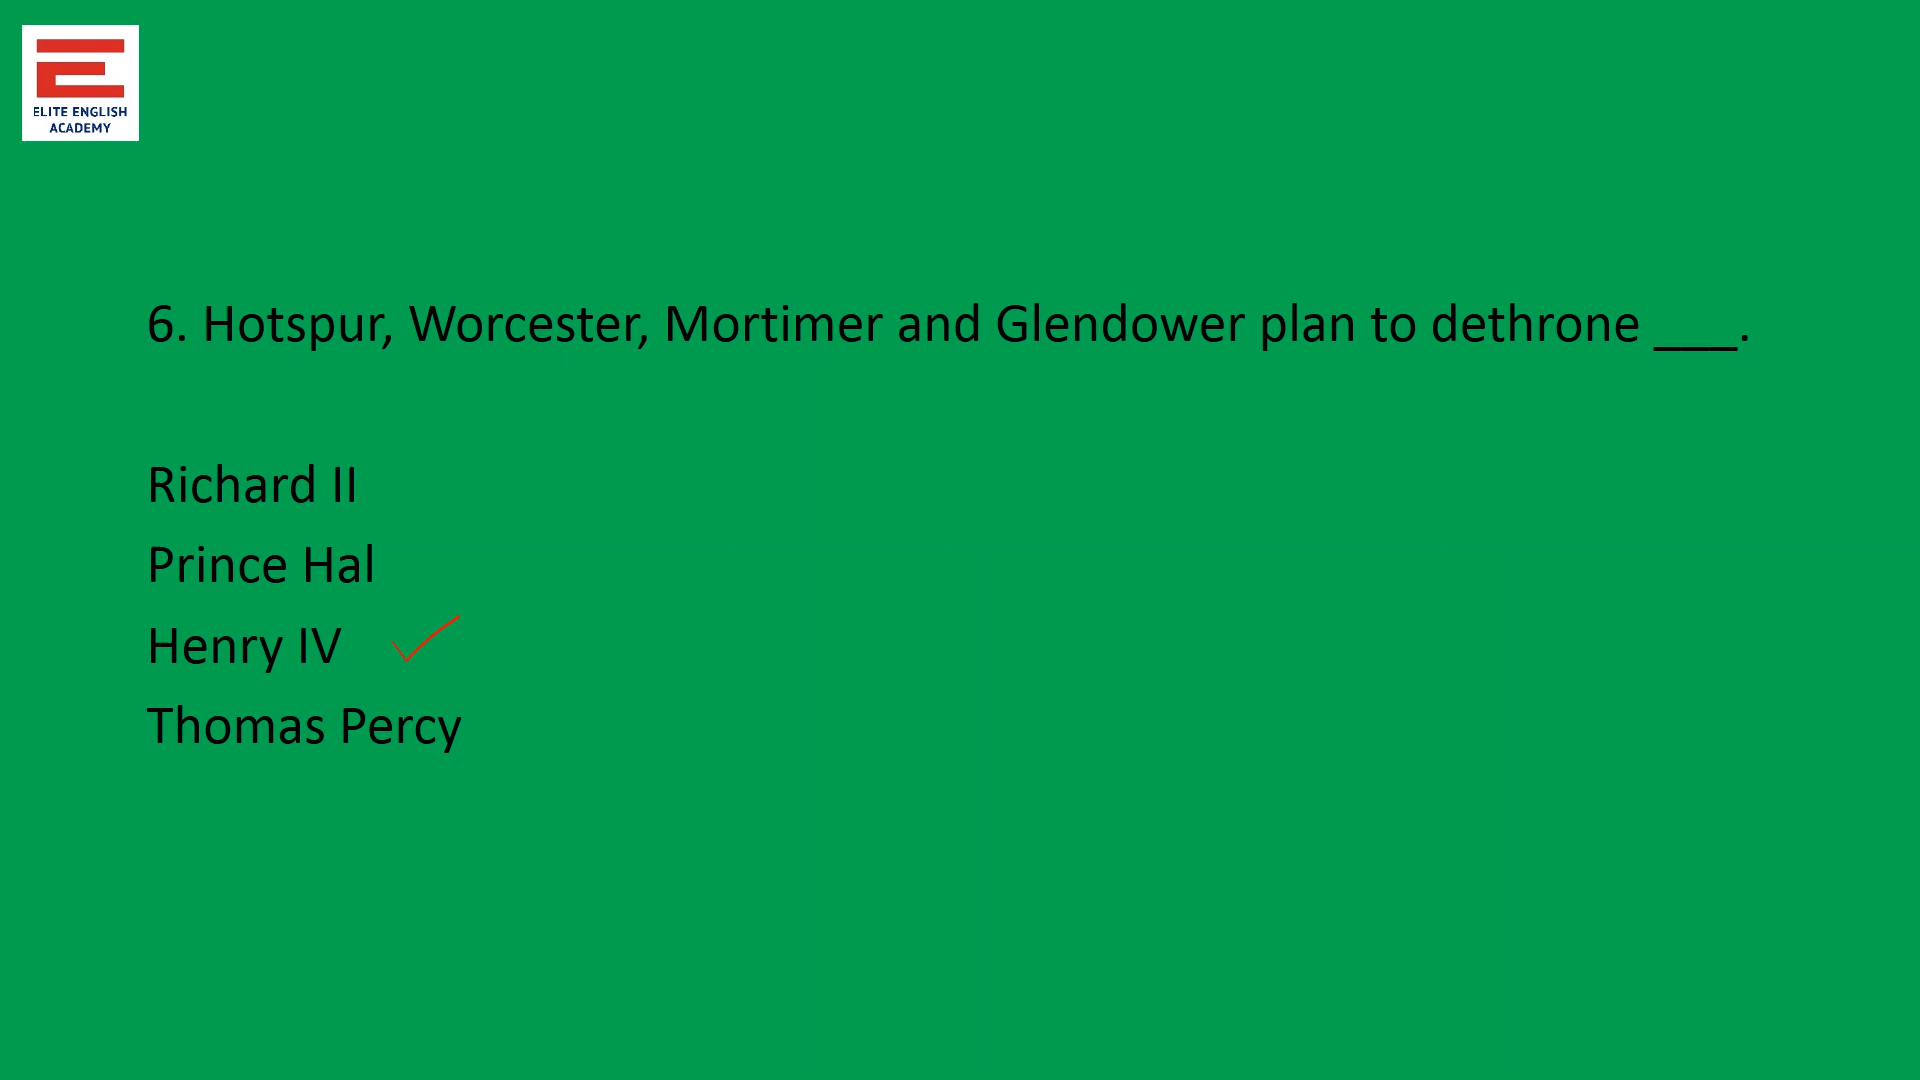 ELITE ENGLISH
ACADEMY
6. Hotspur, Worcester, Mortimer and Glendower plan to dethrone ___.
Richard II
Prince Hal
Henry IV
Thomas Percy